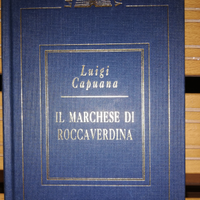 Luigi
Capuana
IL MARCHESE DI
ROCCAVERDINA